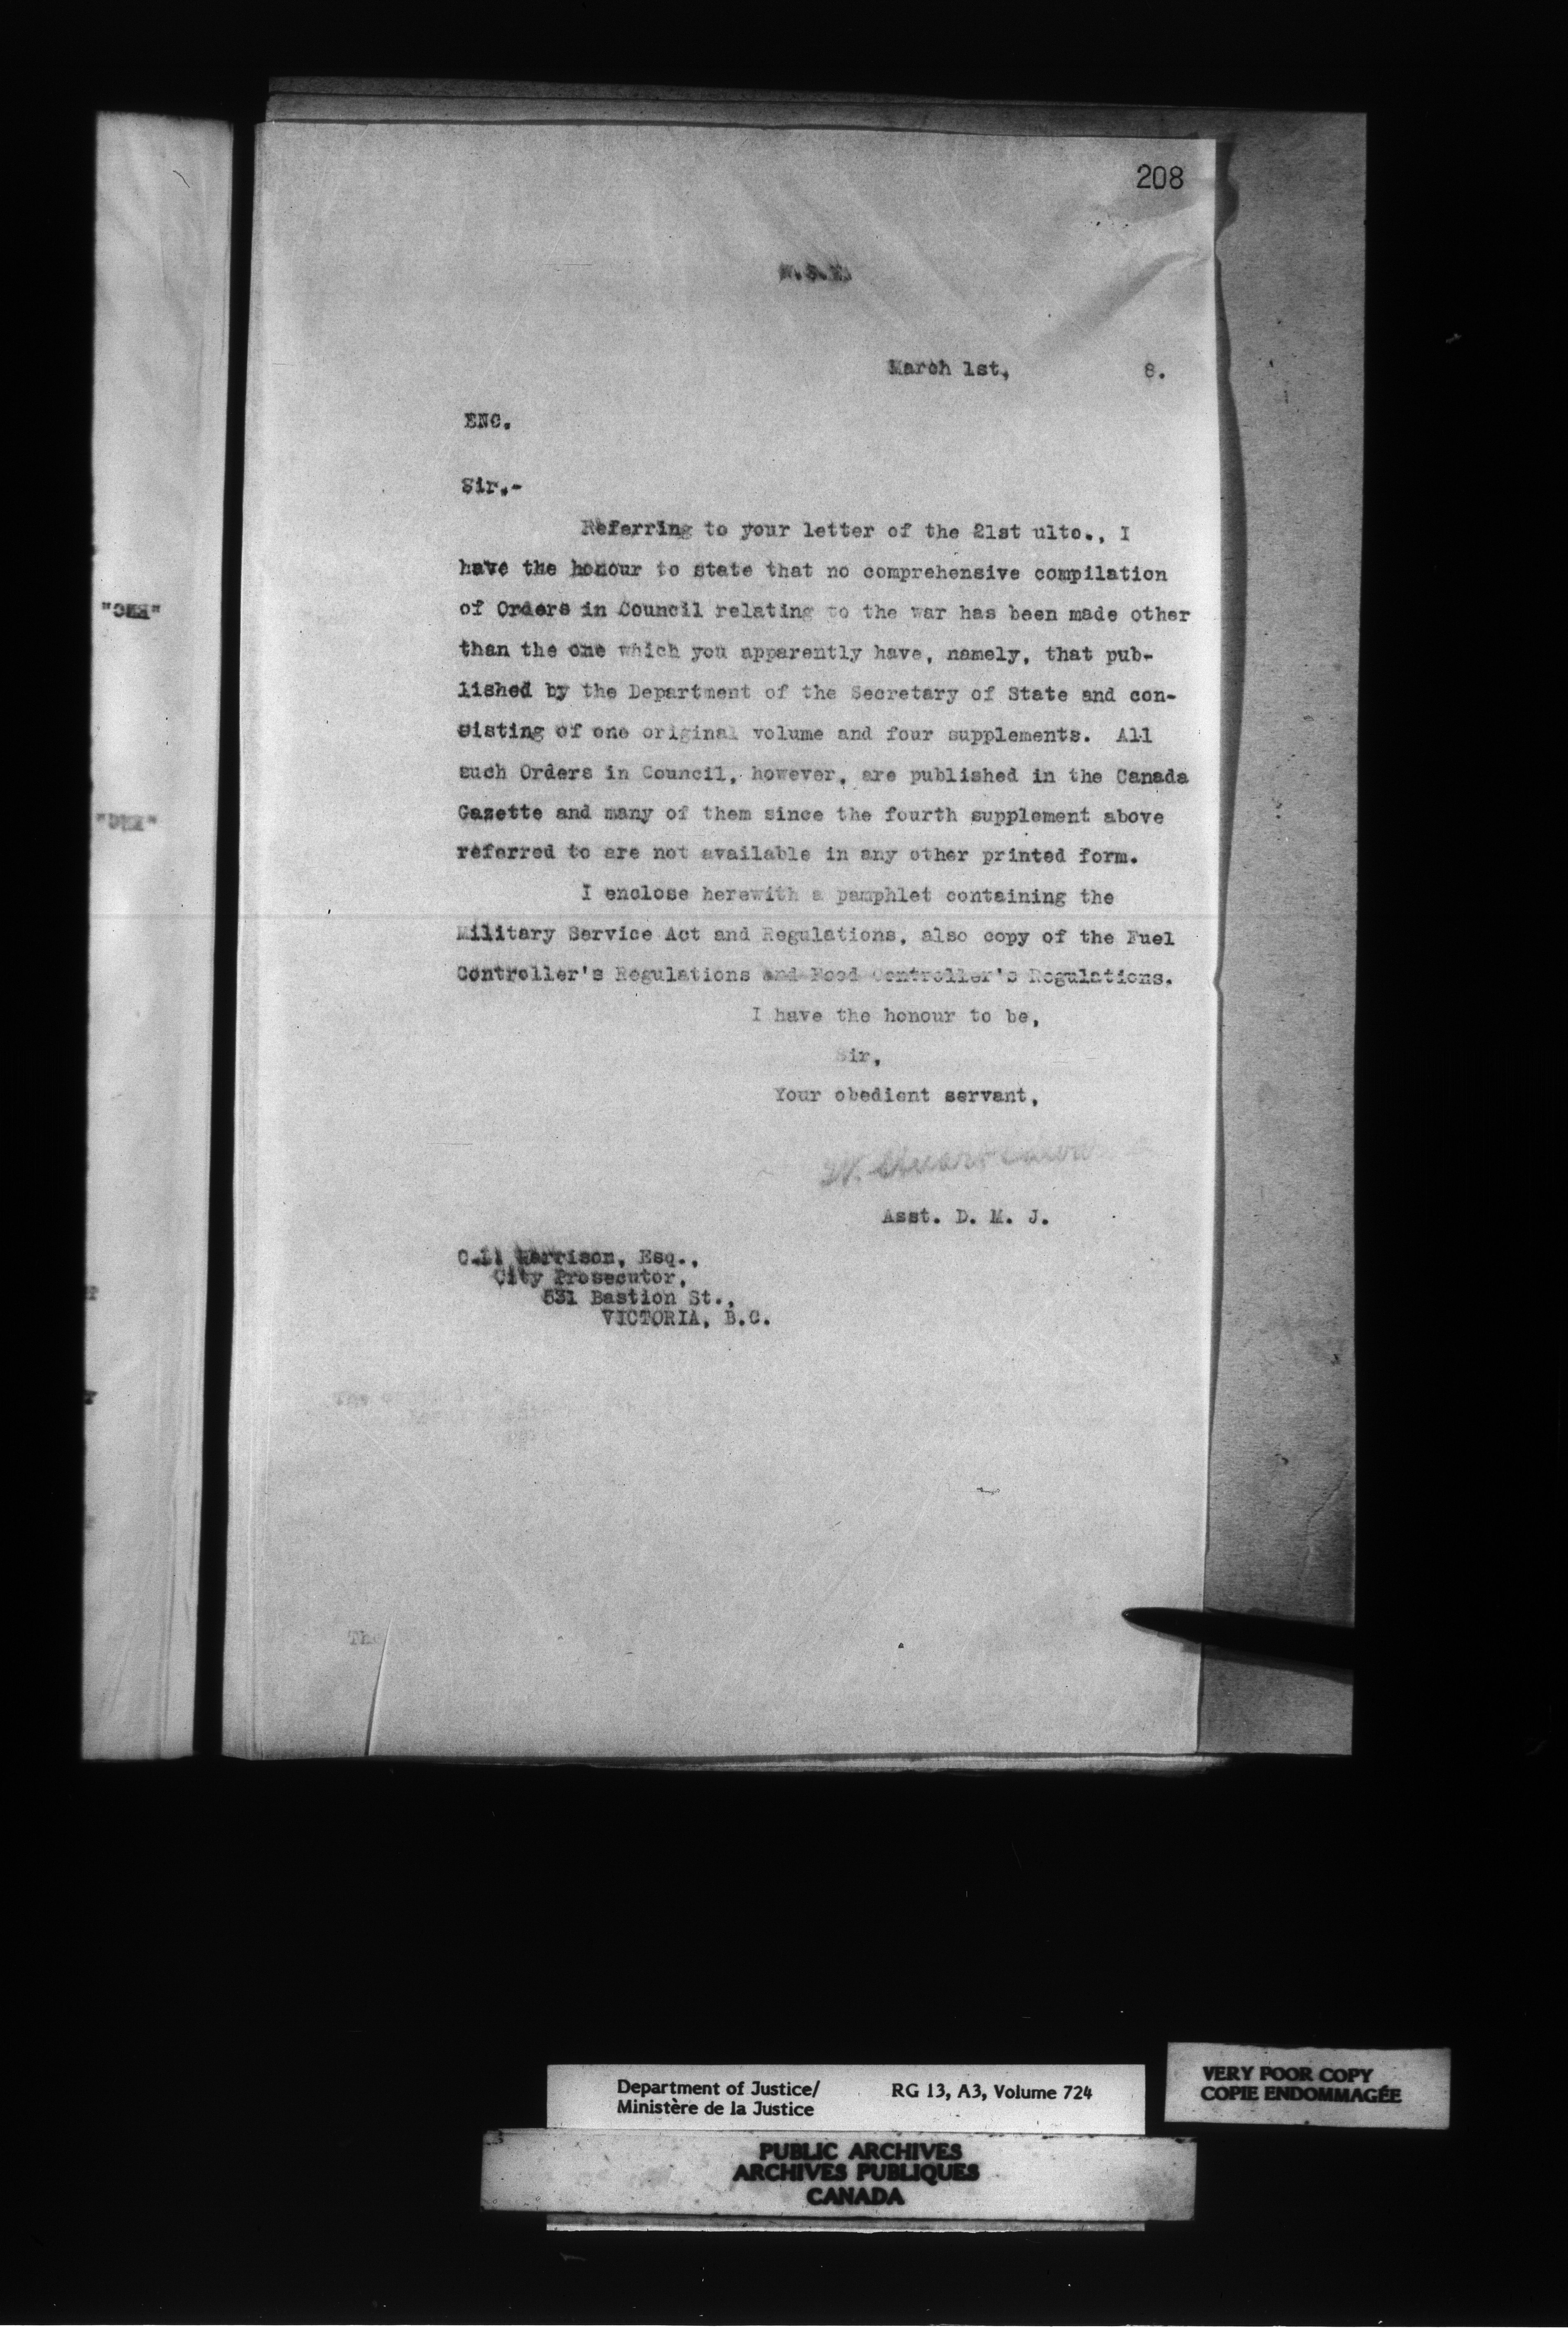 208
March 1st, 8.
ENC.
Sir.-
Referring to your letter of the 21st ulto., I
have the honour to state that no comprehensive compilation
of Orders in Council relating to the war has been made other
than the one which you apparently have, namely, that pub-
lished by the Department of the Secretary of State and con-
sisting of one original volume and four supplements. All
such Orders in Council, however, are published in the Canada
Gazette and many of them since the fourth supplement above
referred to are not available in any other printed form.
I enclose herewith a pamphlet containing the
Military Service Act and Regulations, also copy of the Fuel
Controller's Regulations and Food Controller's Regulations.
I have the honour to be,
Sir,
Your obedient servant,
W. Stuart Edwards
Asst. D. M. J.
Harrison, Esq.,
City Prosecutor,
531 Bastion St.,
VICTORIA, B.C.
Department of Justice/ RG 13, A3, Volume 724
Ministère de la Justice
VERY POOR COPY
COPIE ENDOMMAGÉE
PUBLIC ARCHIVES
ARCHIVES PUBLIQUES
CANADA